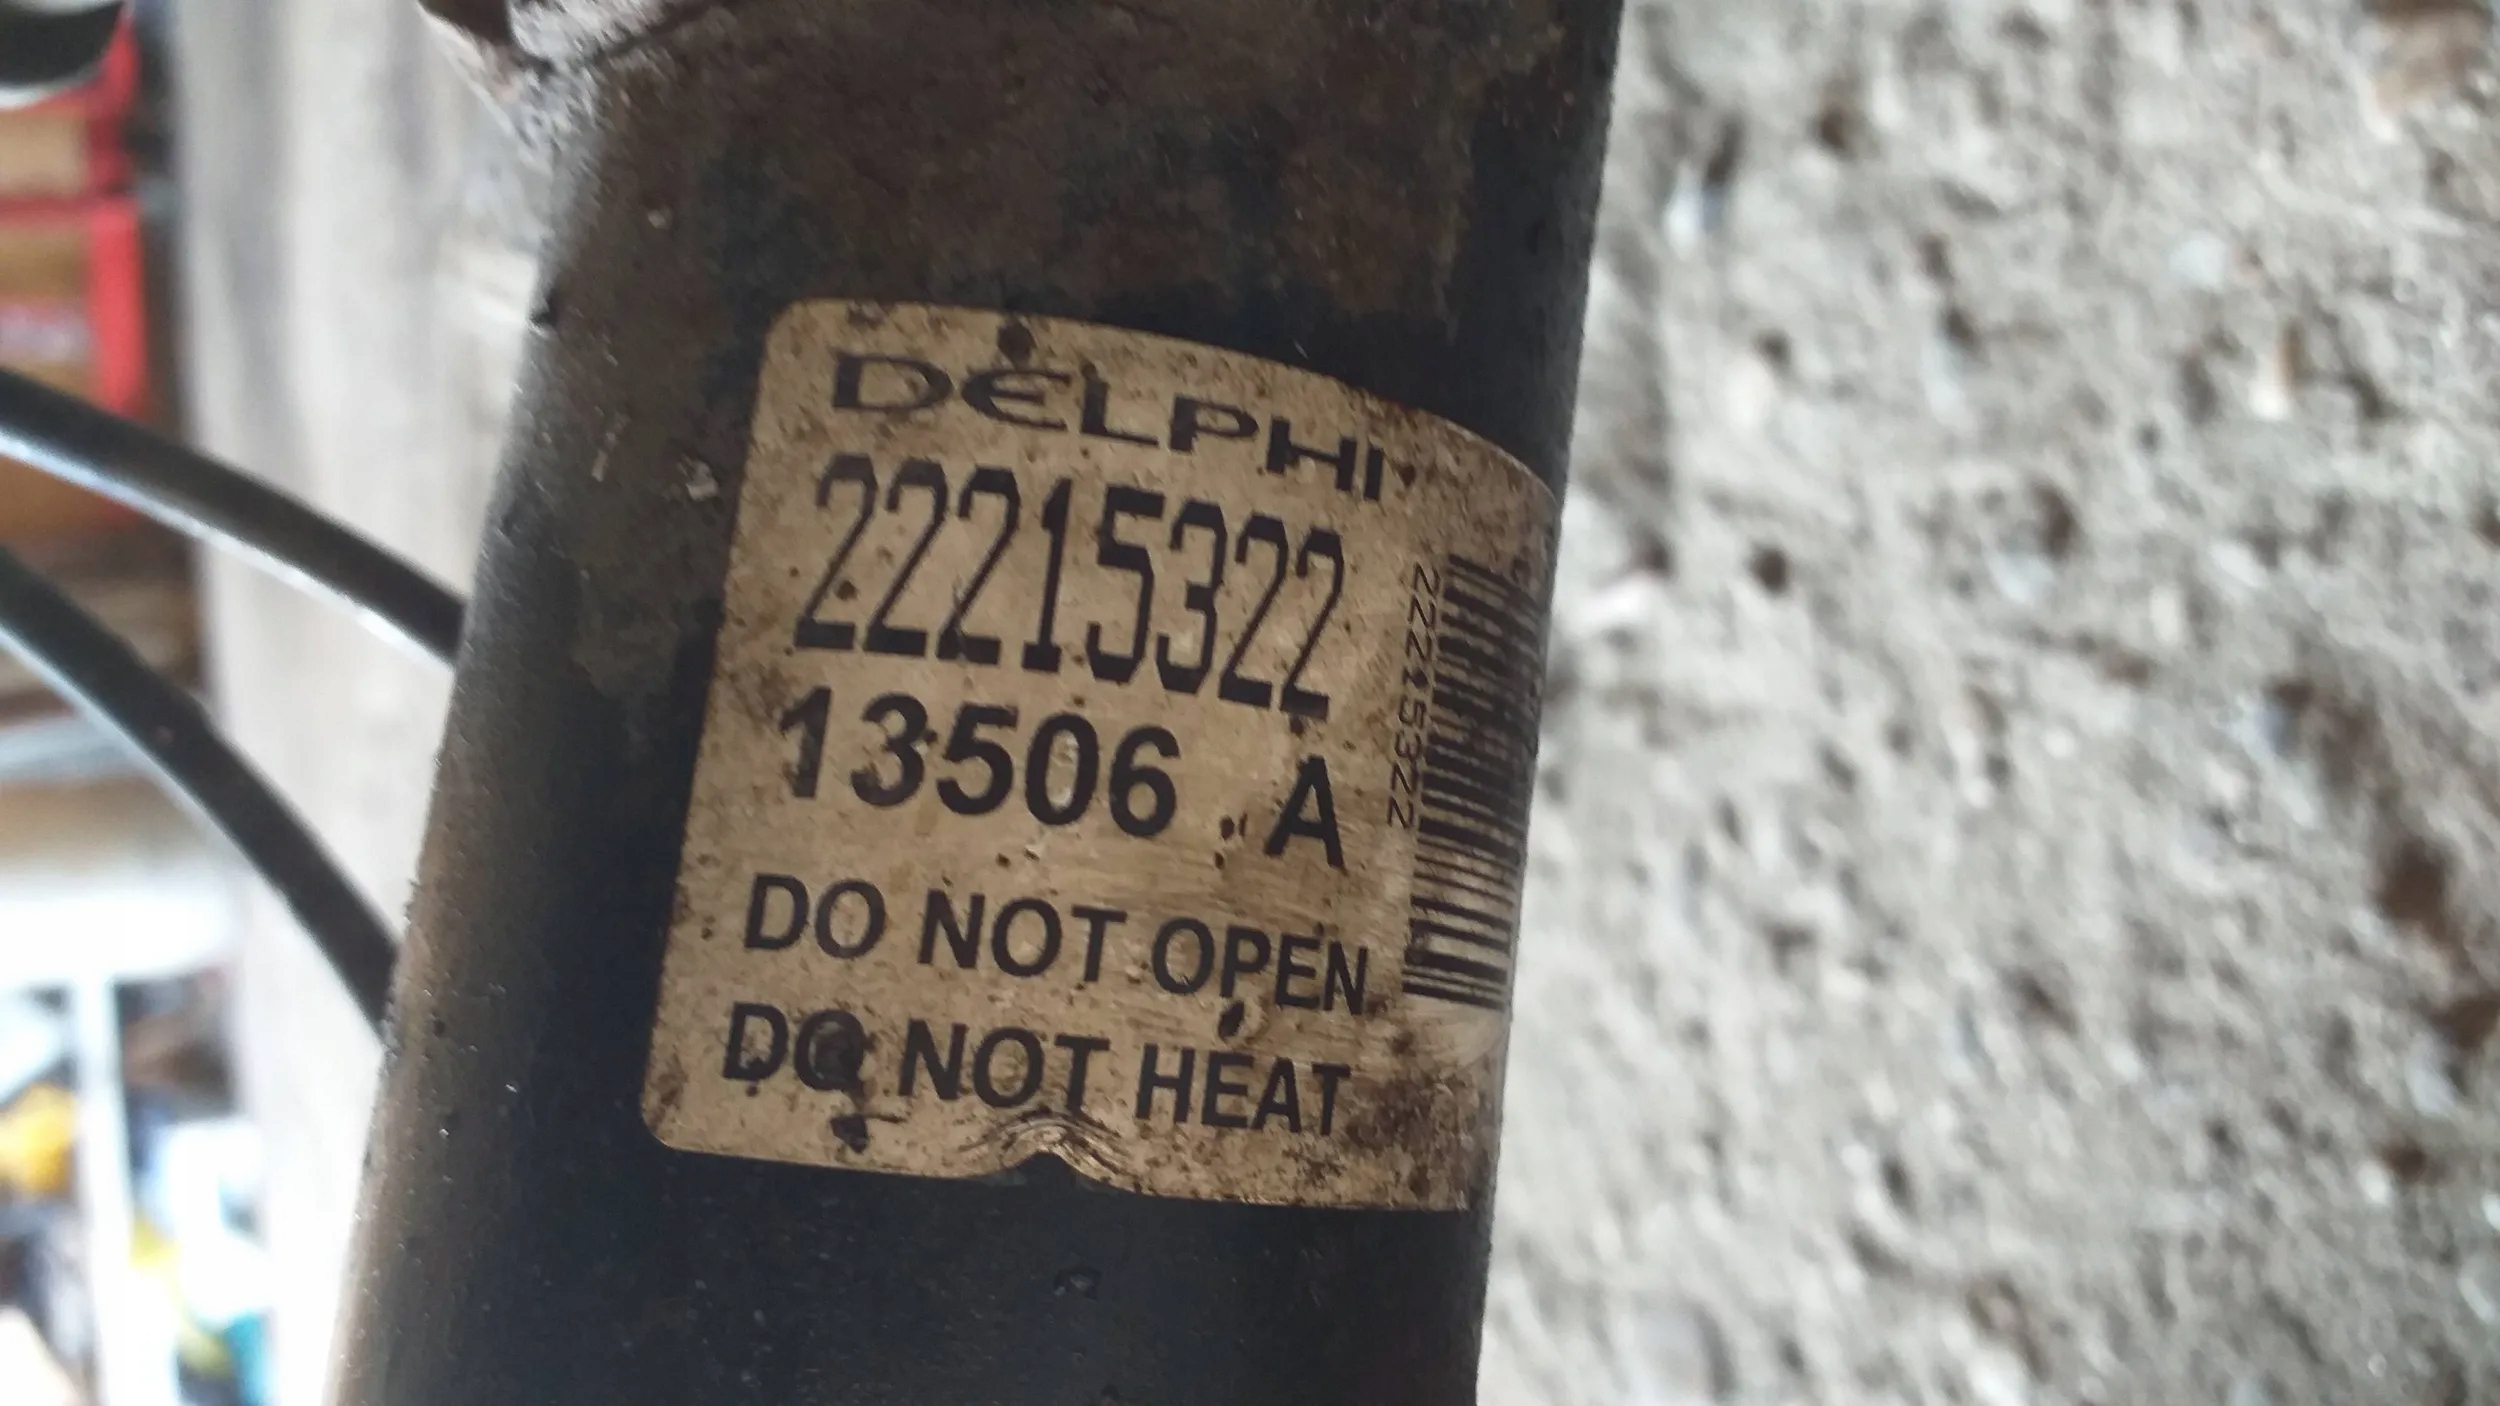 DELPHI
22215322
13506 A
DO NOT OPEN
DO NOT HEAT
22215322